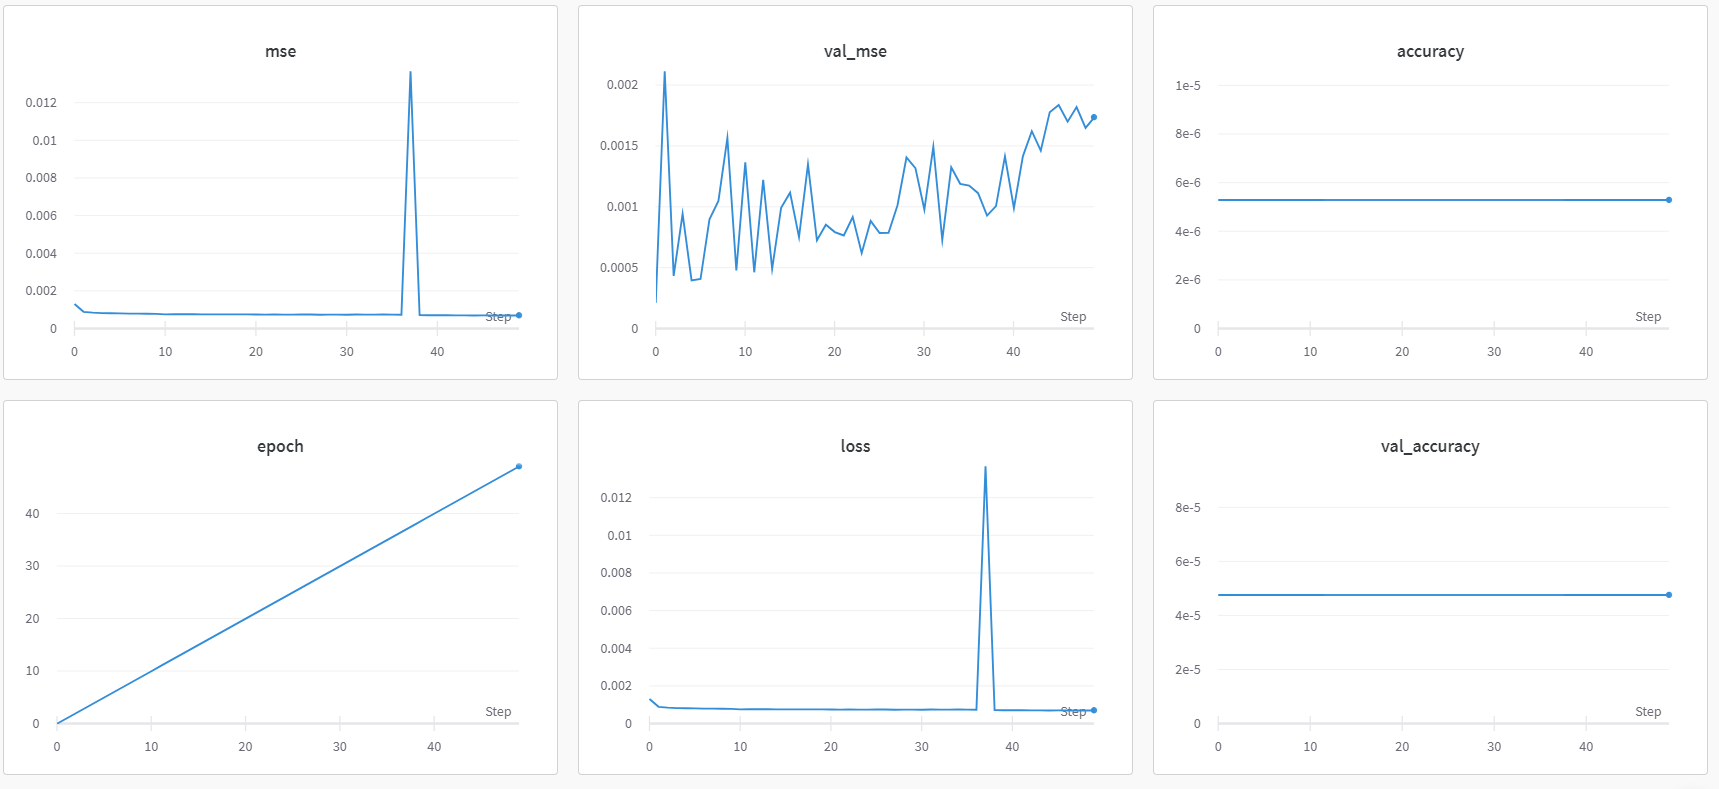 mse
0.012
0.01
0.008
0.006
0.004
0.002
0
Step
0 10 20 30 40
val_mse
0.002
0.0015
0.001
0.0005
0
Step
0 10 20 30 40
accuracy
1e-5
8e-6
6e-6
4e-6
2e-6
0
Step
0 10 20 30 40
epoch
40
30
20
10
0
Step
0 10 20 30 40
loss
0.012
0.01
0.008
0.006
0.004
0.002
0
Step
0 10 20 30 40
val_accuracy
8e-5
6e-5
4e-5
2e-5
0
Step
0 10 20 30 40